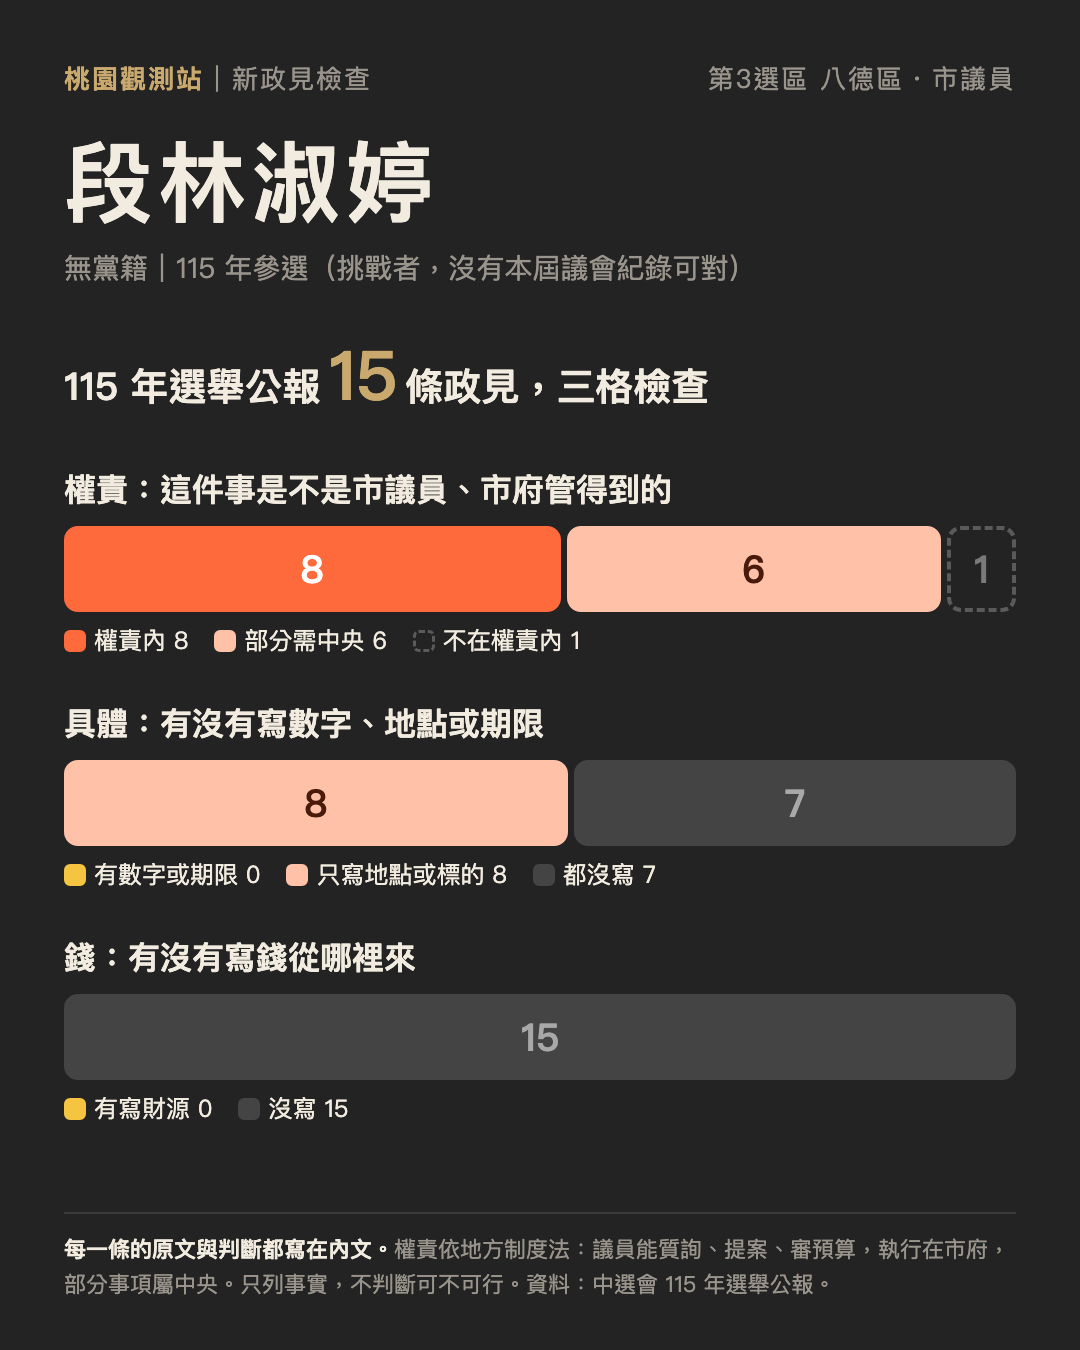 桃園觀測站｜新政見檢查
第3選區 八德區・市議員
段林淑婷
無黨籍｜115 年參選（挑戰者，沒有本屆議會紀錄可對）
115 年選舉公報 15 條政見，三格檢查
權責：這件事是不是市議員、市府管得到的
8 6 1
權責內 8 部分需中央 6 不在權責內 1
具體：有沒有寫數字、地點或期限
8 7
有數字或期限 0 只寫地點或標的 8 都沒寫 7
錢：有沒有寫錢從哪裡來
15
有寫財源 0 沒寫 15
每一條的原文與判斷都寫在內文。權責依地方制度法：議員能質詢、提案、審預算，執行在市府，
部分事項屬中央。只列事實，不判斷可不可行。資料：中選會 115 年選舉公報。